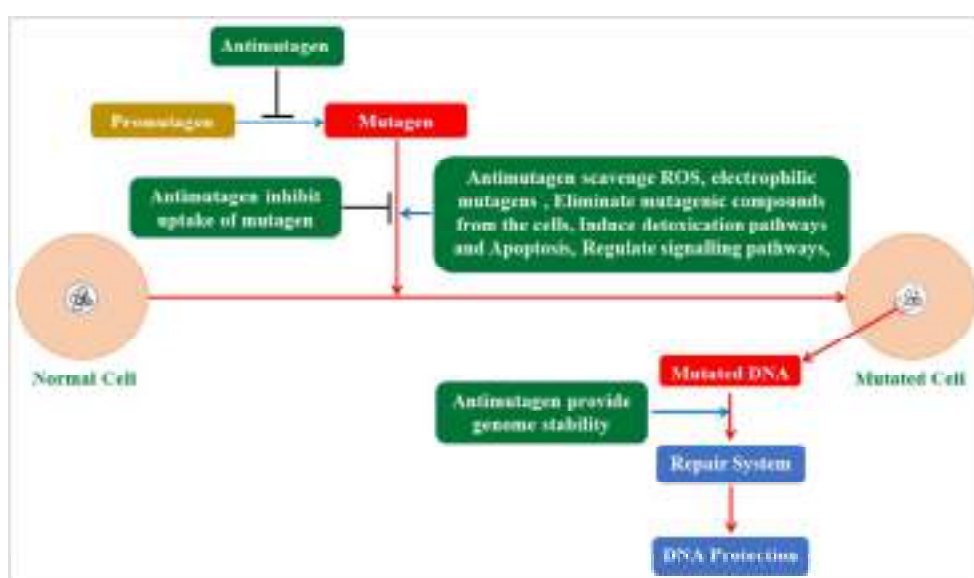 Antimutagen
Promutagen
Mutagen
Antimutagen inhibit
uptake of mutagen
Antimutagen scavenge ROS, electrophilic
mutagens , Eliminate mutagenic compounds
from the cells, Induce detoxication pathways
and Apoptosis, Regulate signalling pathways,
Normal Cell
Mutated Cell
Mutated DNA
Antimutagen provide
genome stability
Repair System
DNA Protection